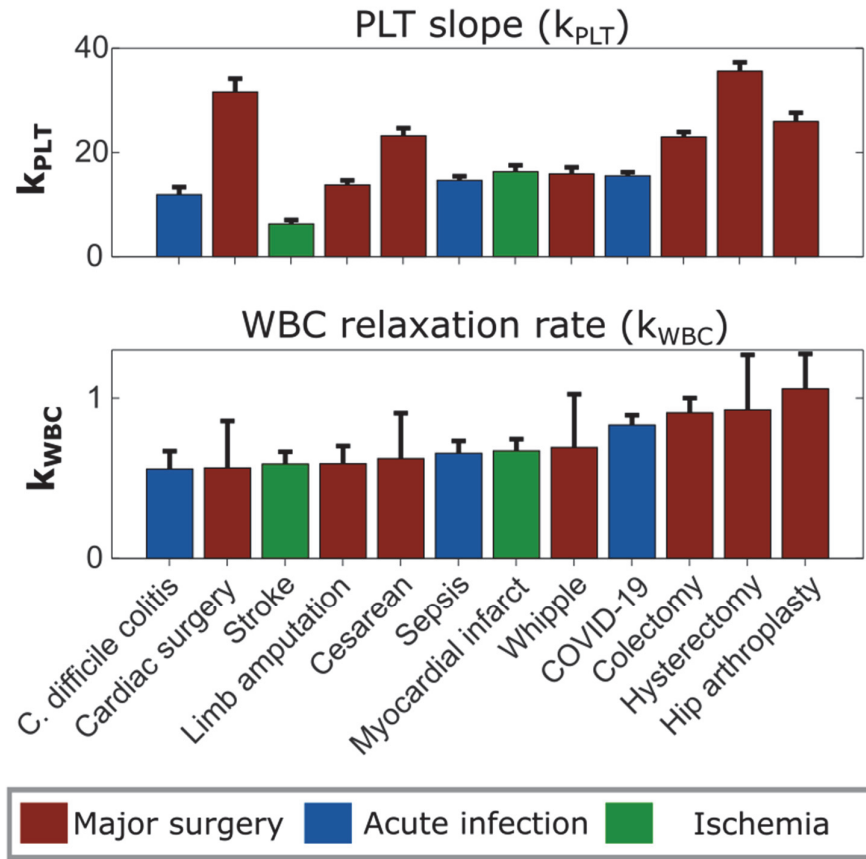 PLT slope (kPLT)
40
20
0
kPLT
WBC relaxation rate (kWBC)
1
0
kWBC
C. difficile colitis
Cardiac surgery
Stroke
Limb amputation
Cesarean
Sepsis
Myocardial infarct
Whipple
COVID-19
Colectomy
Hysterectomy
Hip arthroplasty
Major surgery
Acute infection
Ischemia